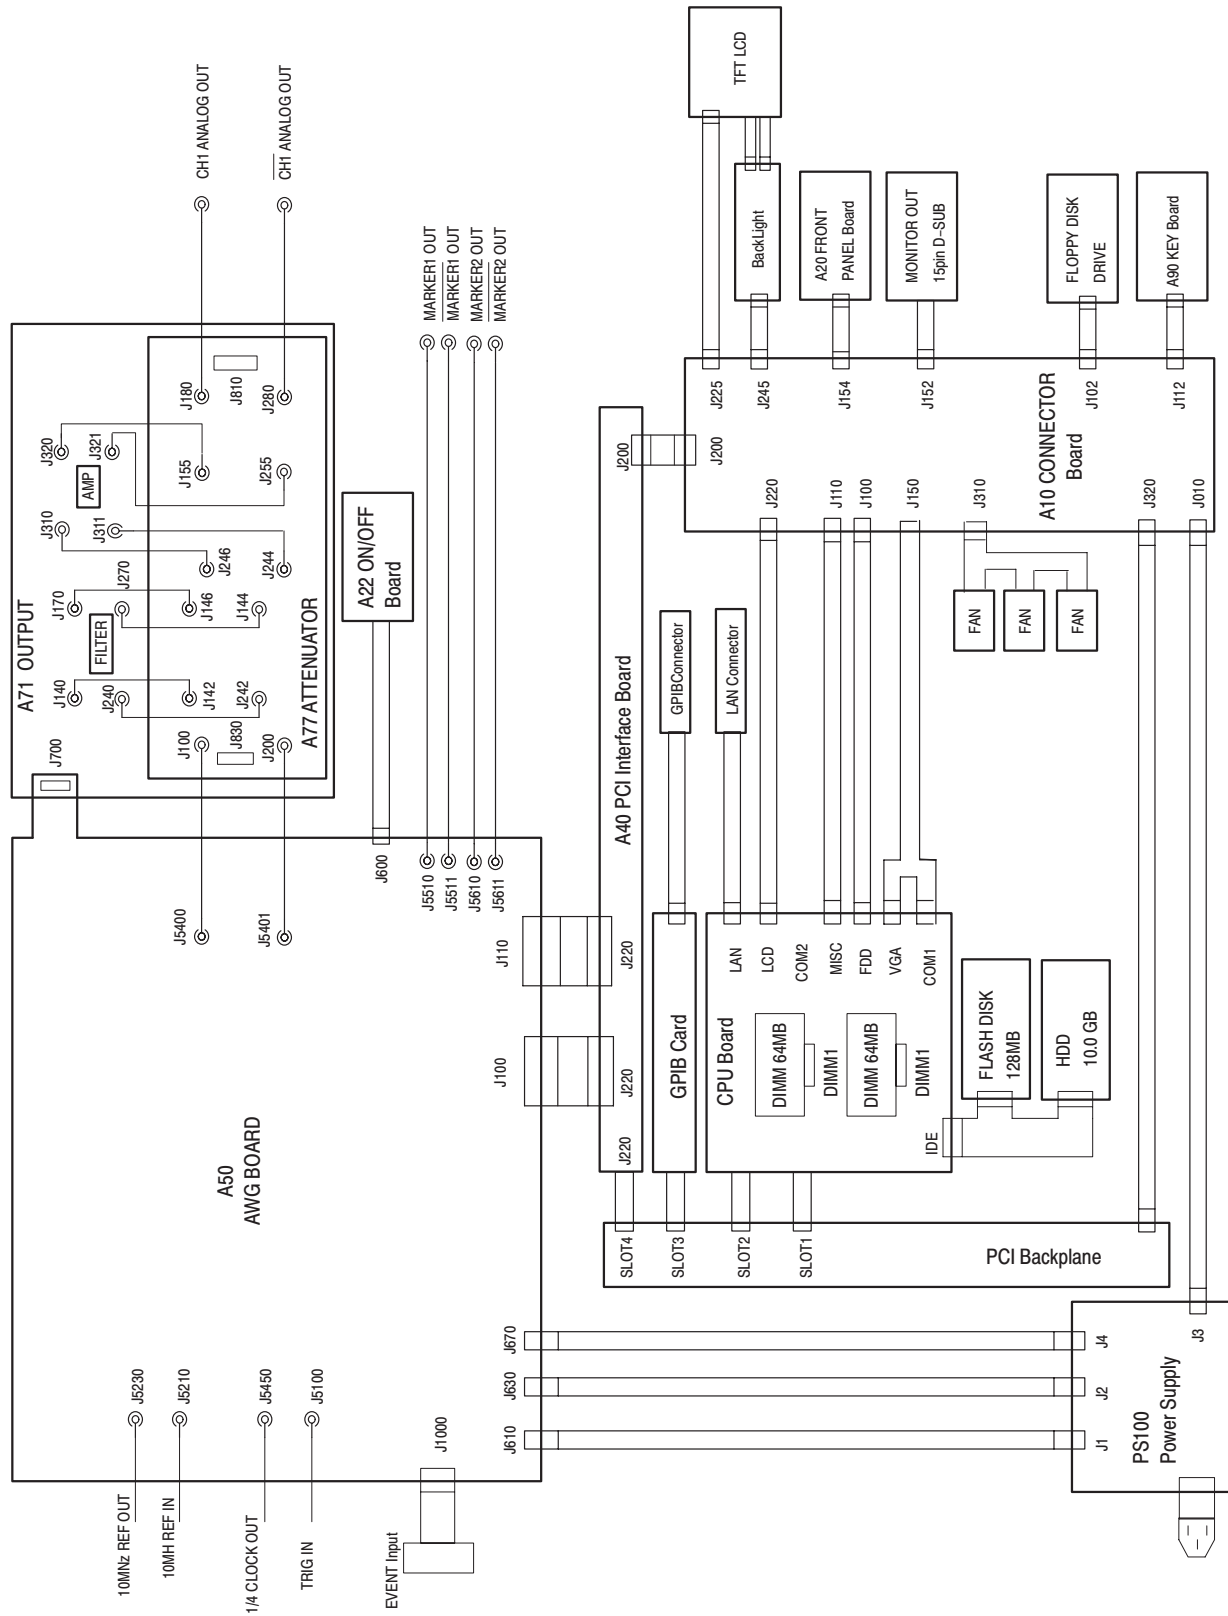 10MNz REF OUT
J5230
10MH REF IN
J5210
1/4 CLOCK OUT
J5450
TRIG IN
J5100
EVENT Input
J1000
A50
AWG BOARD
J700
A71 OUTPUT
J140
J240
FILTER
J170
J270
J310
J311
AMP
J320
J321
J100
J830
J200
J142
J242
J146
J144
J246
J244
J155
J255
J180
J810
J280
A77 ATTENUATOR
CH1 ANALOG OUT
CH1 ANALOG OUT
J5400
J5401
J600
A22 ON/OFF
Board
J5510
MARKER1 OUT
J5511
MARKER1 OUT
J5610
MARKER2 OUT
J5611
MARKER2 OUT
J610
J630
J670
J100
J110
J220
J220
J220
A40 PCI Interface Board
J200
J200
SLOT4
SLOT3
SLOT2
SLOT1
PCI Backplane
GPIB Card
GPIBConnector
CPU Board
LAN Connector
LAN
LCD
COM2
MISC
FDD
VGA
COM1
DIMM 64MB
DIMM1
DIMM 64MB
DIMM1
IDE
FLASH DISK
128MB
HDD
10.0 GB
FAN
FAN
FAN
J220
J110
J100
J150
J310
J320
J010
A10 CONNECTOR
Board
J225
J245
J154
J152
J102
J112
TFT LCD
BackLight
A20 FRONT
PANEL Board
MONITOR OUT
15pin D-SUB
FLOPPY DISK
DRIVE
A90 KEY Board
J1
J2
J4
J3
PS100
Power Supply